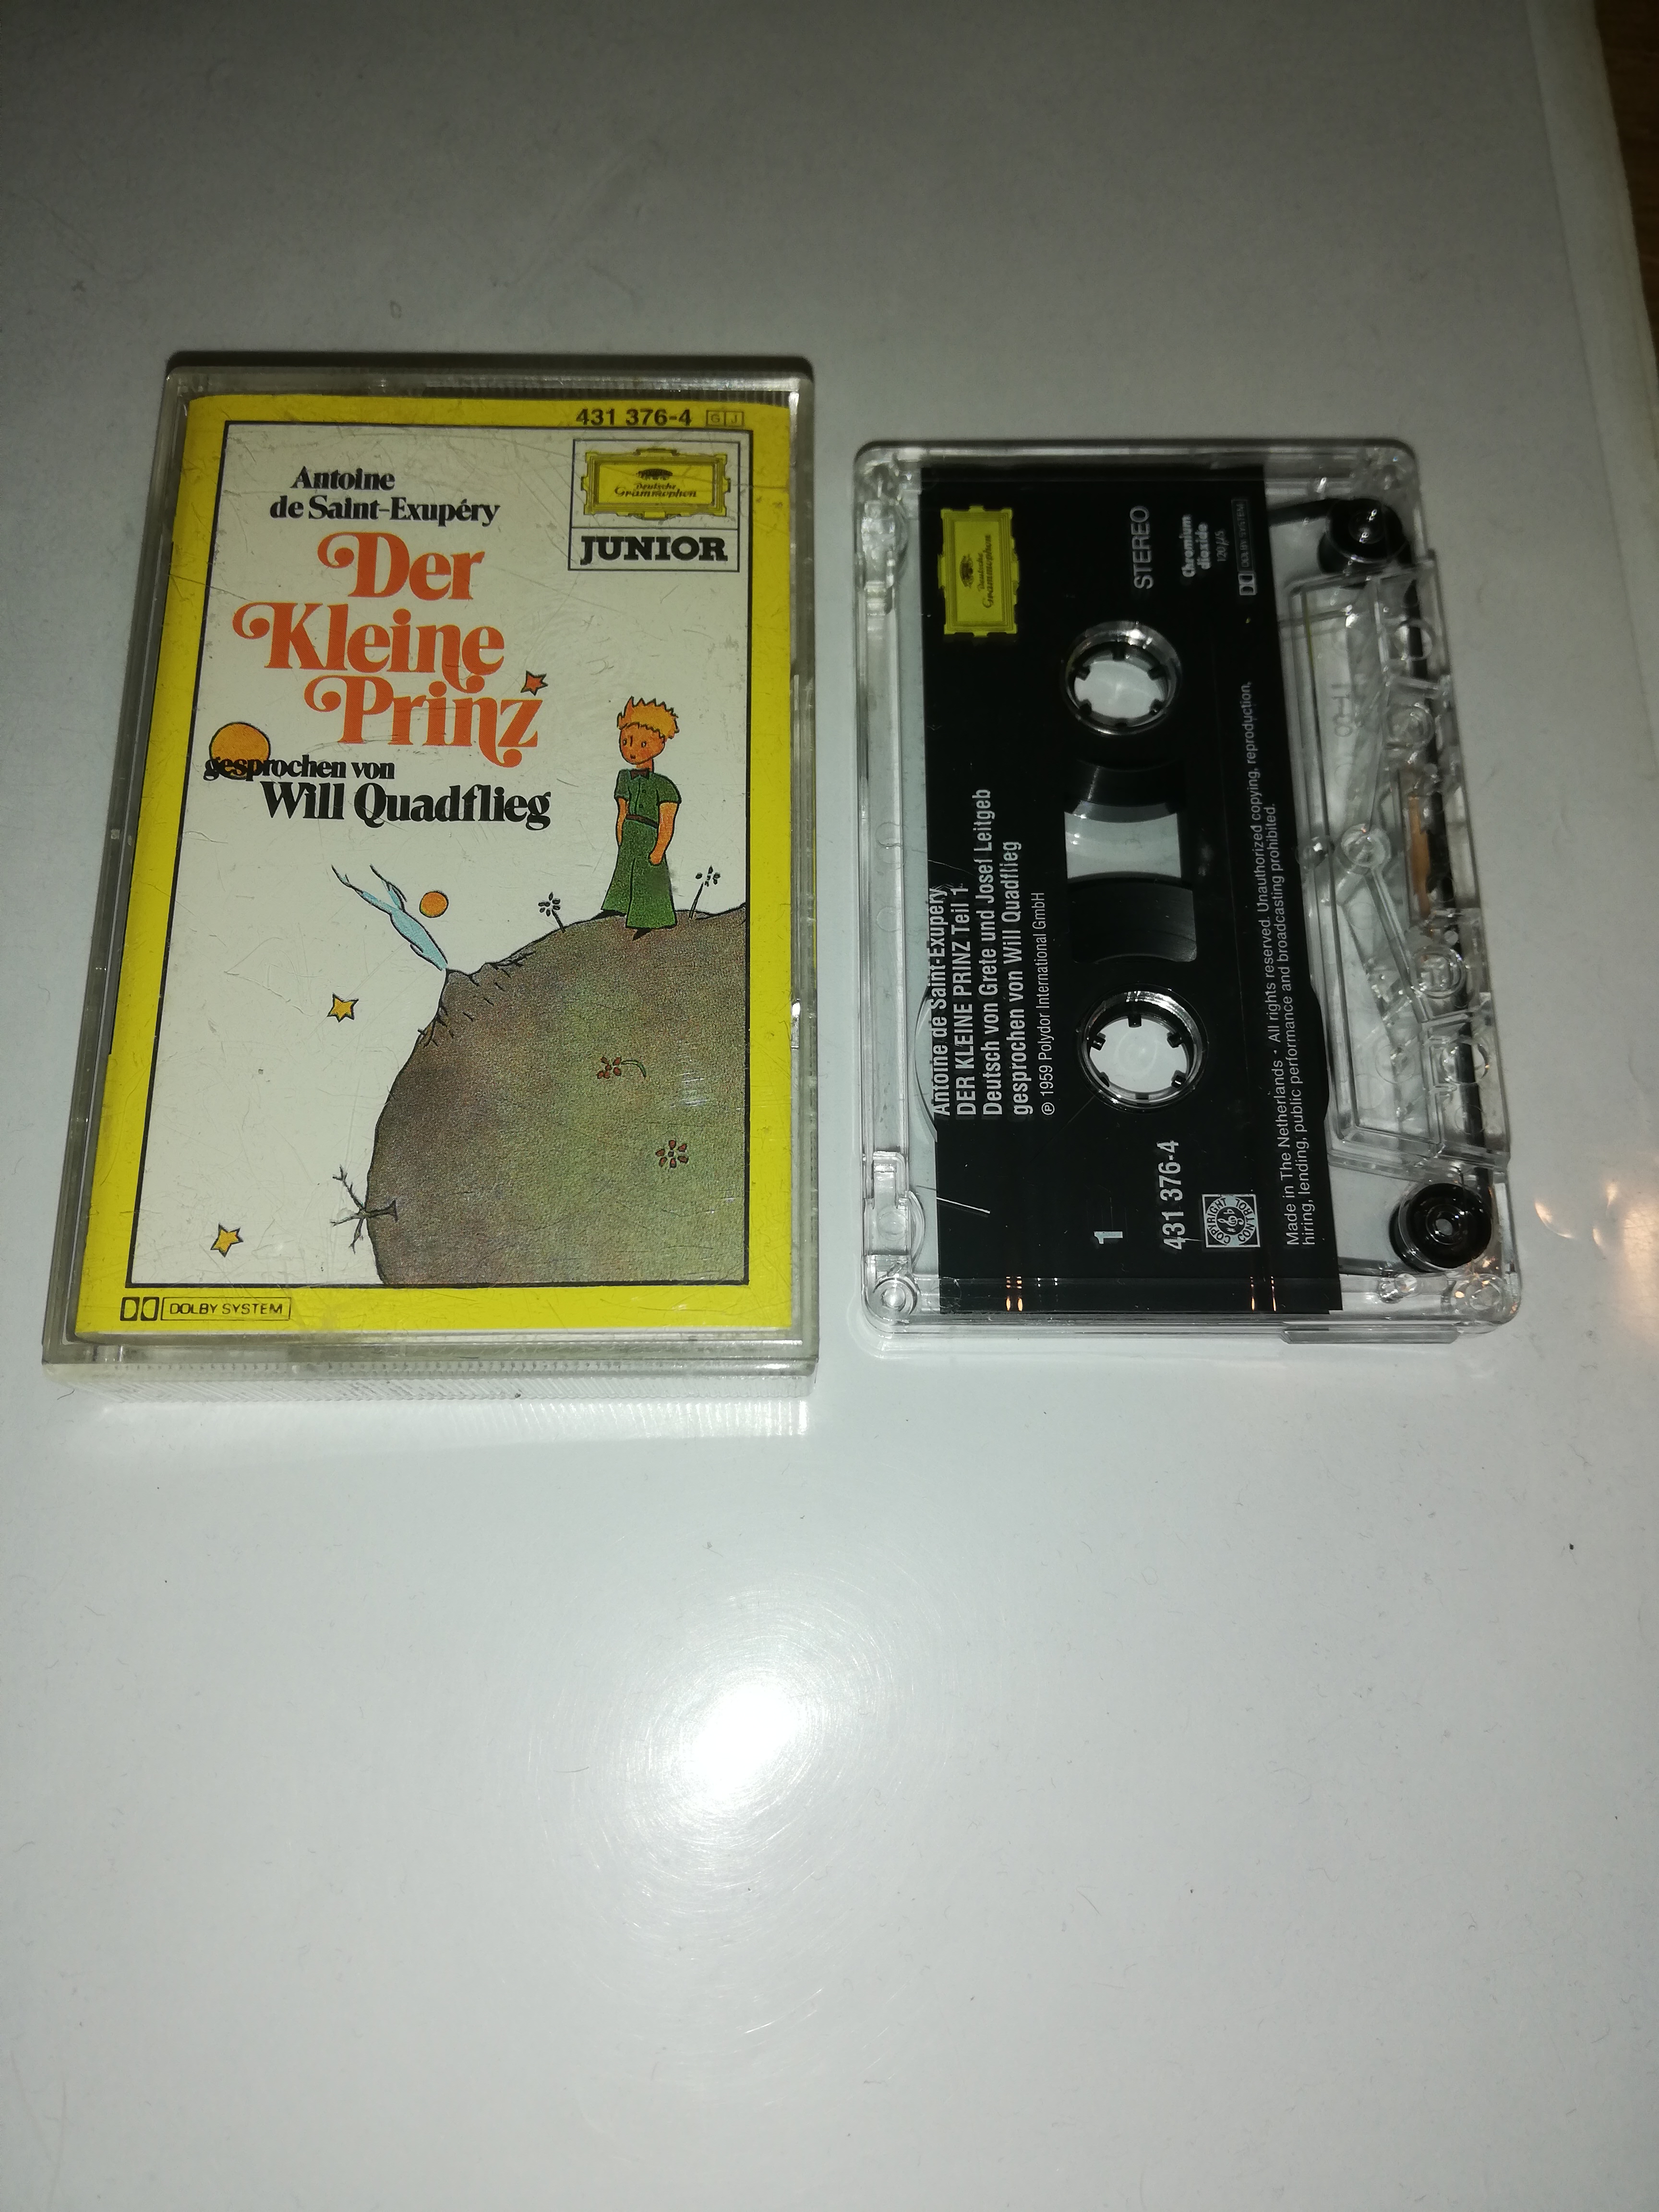 431 376-4 G J
Antoine
de Saint-Exupéry
Deutsche
Grammophon
JUNIOR
Der
Kleine
Prinz
gesprochen von
Will Quadflieg
DOLBY SYSTEM
Deutsche
Grammophon
STEREO
Chromium
dioxide
120 µs
DOLBY SYSTEM
Antoine de Saint-Exupéry
DER KLEINE PRINZ Teil 1
Deutsch von Grete und Josef Leitgeb
gesprochen von Will Quadflieg
℗ 1959 Polydor International GmbH
1
431 376-4
COPYRIGHT
CONTROL
Made in The Netherlands · All rights reserved. Unauthorized copying, reproduction,
hiring, lending, public performance and broadcasting prohibited.